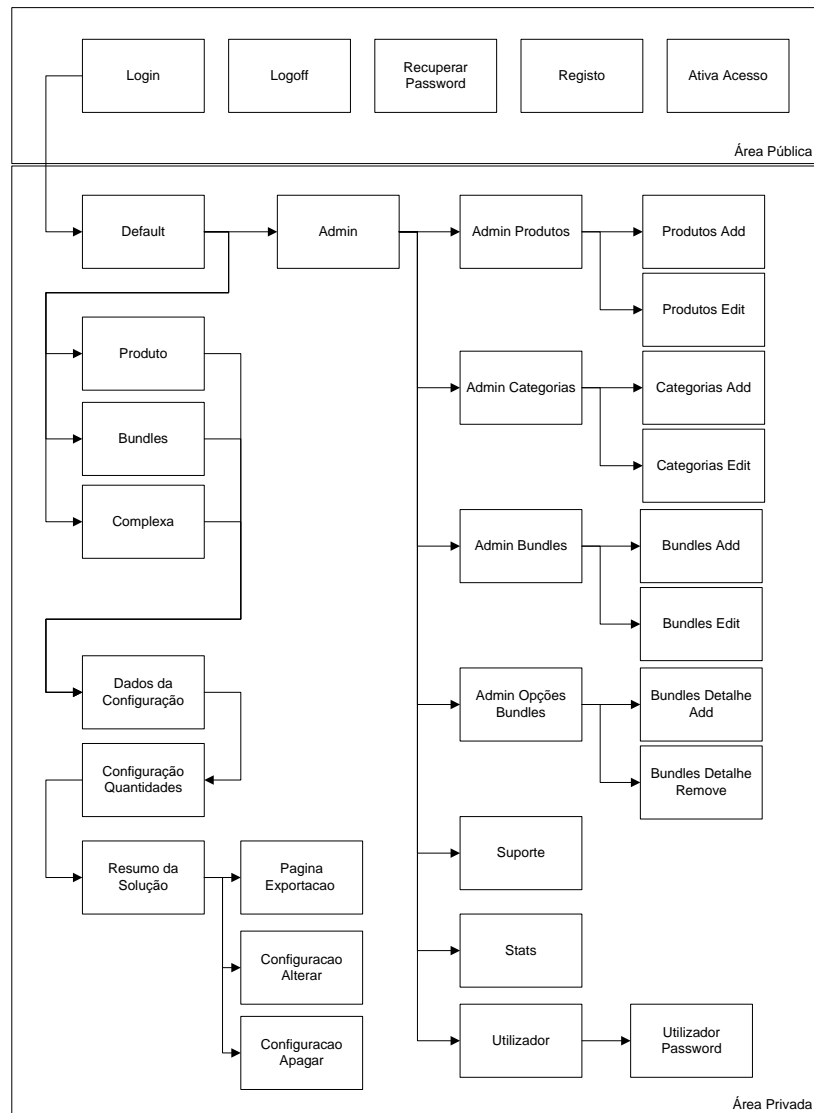 Login
Logoff
Recuperar
Password
Registo
Ativa Acesso
Área Pública
Default
Admin
Admin Produtos
Produtos Add
Produtos Edit
Produto
Admin Categorias
Categorias Add
Bundles
Categorias Edit
Complexa
Admin Bundles
Bundles Add
Bundles Edit
Dados da
Configuração
Admin Opções
Bundles
Bundles Detalhe
Add
Configuração
Quantidades
Bundles Detalhe
Remove
Suporte
Resumo da
Solução
Pagina
Exportacao
Configuracao
Alterar
Stats
Configuracao
Apagar
Utilizador
Utilizador
Password
Área Privada